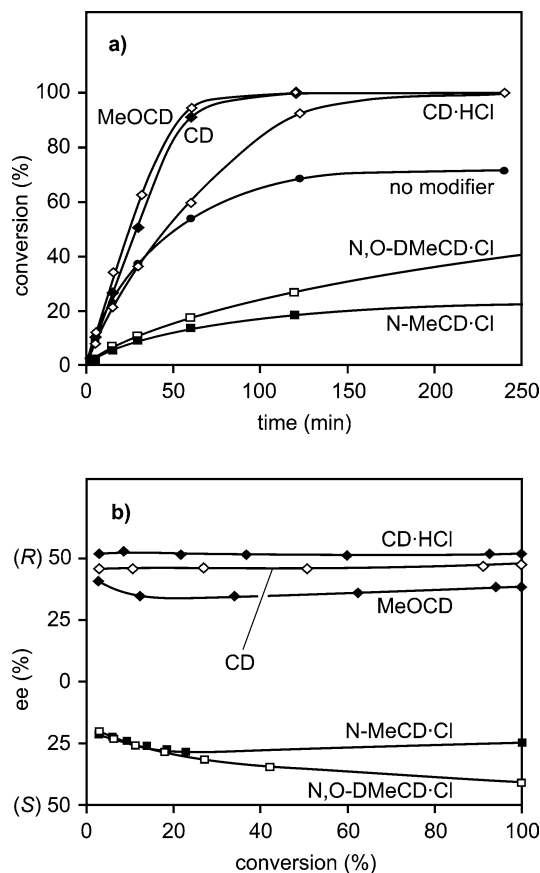 a)
100
80
60
40
20
0
conversion (%)
MeOCD
CD
CD·HCl
no modifier
N,O-DMeCD·Cl
N-MeCD·Cl
0 50 100 150 200 250
time (min)
b)
(R) 50
25
0
25
(S) 50
ee (%)
CD·HCl
MeOCD
CD
N-MeCD·Cl
N,O-DMeCD·Cl
0 20 40 60 80 100
conversion (%)